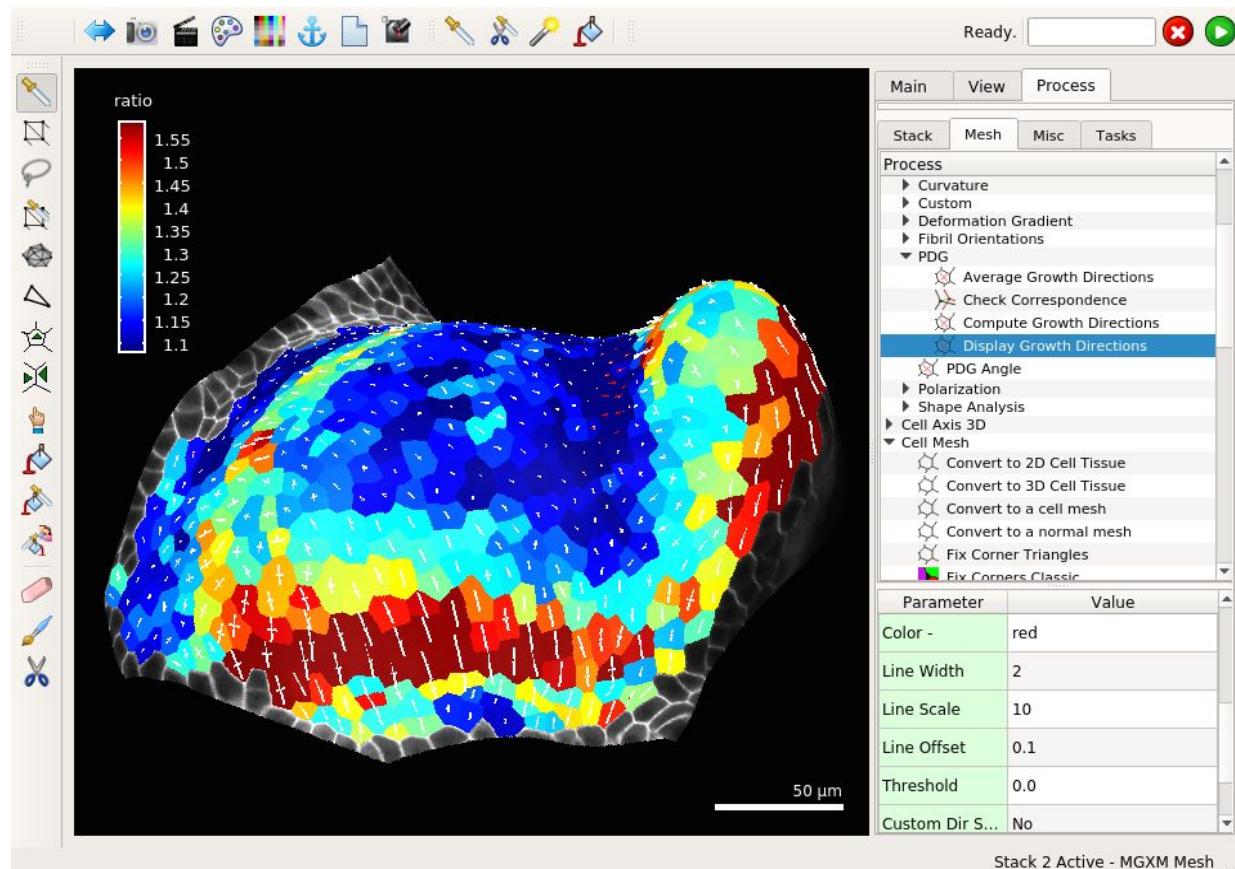 Ready.
Main View Process
Stack Mesh Misc Tasks
Process
Curvature
Custom
Deformation Gradient
Fibril Orientations
PDG
Average Growth Directions
Check Correspondence
Compute Growth Directions
Display Growth Directions
PDG Angle
Polarization
Shape Analysis
Cell Axis 3D
Cell Mesh
Convert to 2D Cell Tissue
Convert to 3D Cell Tissue
Convert to a cell mesh
Convert to a normal mesh
Fix Corner Triangles
Fix Corners Classic
Parameter Value
Color - red
Line Width 2
Line Scale 10
Line Offset 0.1
Threshold 0.0
Custom Dir S... No
ratio
1.55
1.5
1.45
1.4
1.35
1.3
1.25
1.2
1.15
1.1
50 µm
Stack 2 Active - MGXM Mesh